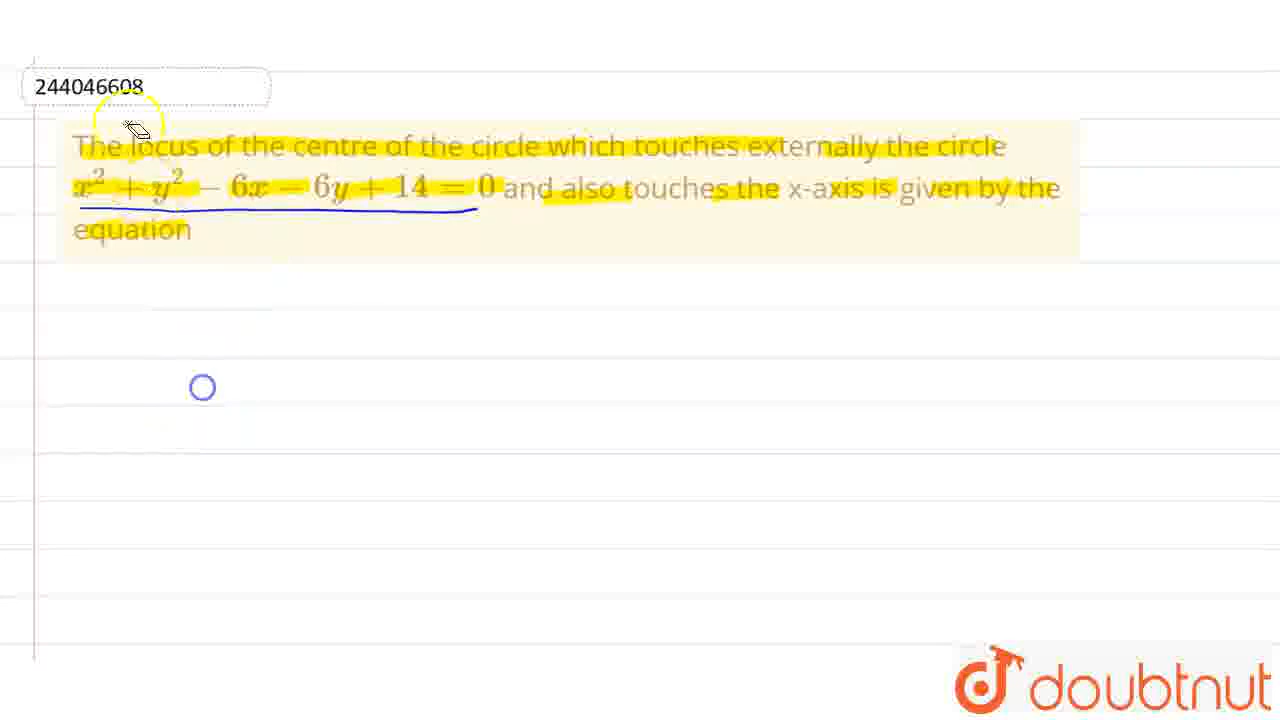 244046608
The locus of the centre of the circle which touches externally the circle
x² + y² − 6x − 6y + 14 = 0 and also touches the x-axis is given by the
equation
doubtnut